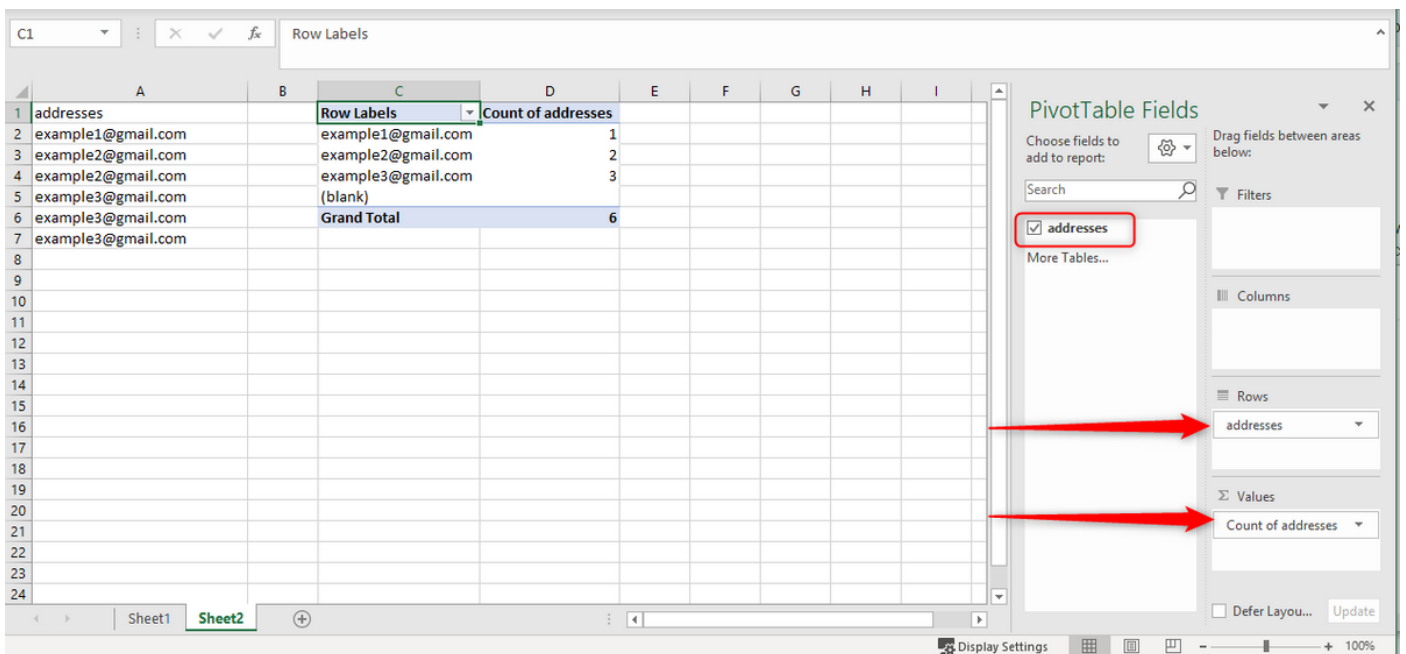 C1 fx Row Labels
A B C D E F G H I
1 addresses Row Labels Count of addresses
2 example1@gmail.com example1@gmail.com 1
3 example2@gmail.com example2@gmail.com 2
4 example2@gmail.com example3@gmail.com 3
5 example3@gmail.com (blank)
6 example3@gmail.com Grand Total 6
7 example3@gmail.com
8
9
10
11
12
13
14
15
16
17
18
19
20
21
22
23
24
Sheet1 Sheet2
PivotTable Fields
Choose fields to
add to report:
Search
addresses
More Tables...
Drag fields between areas
below:
Filters
Columns
Rows
addresses
Σ Values
Count of addresses
Defer Layou... Update
Display Settings 100%